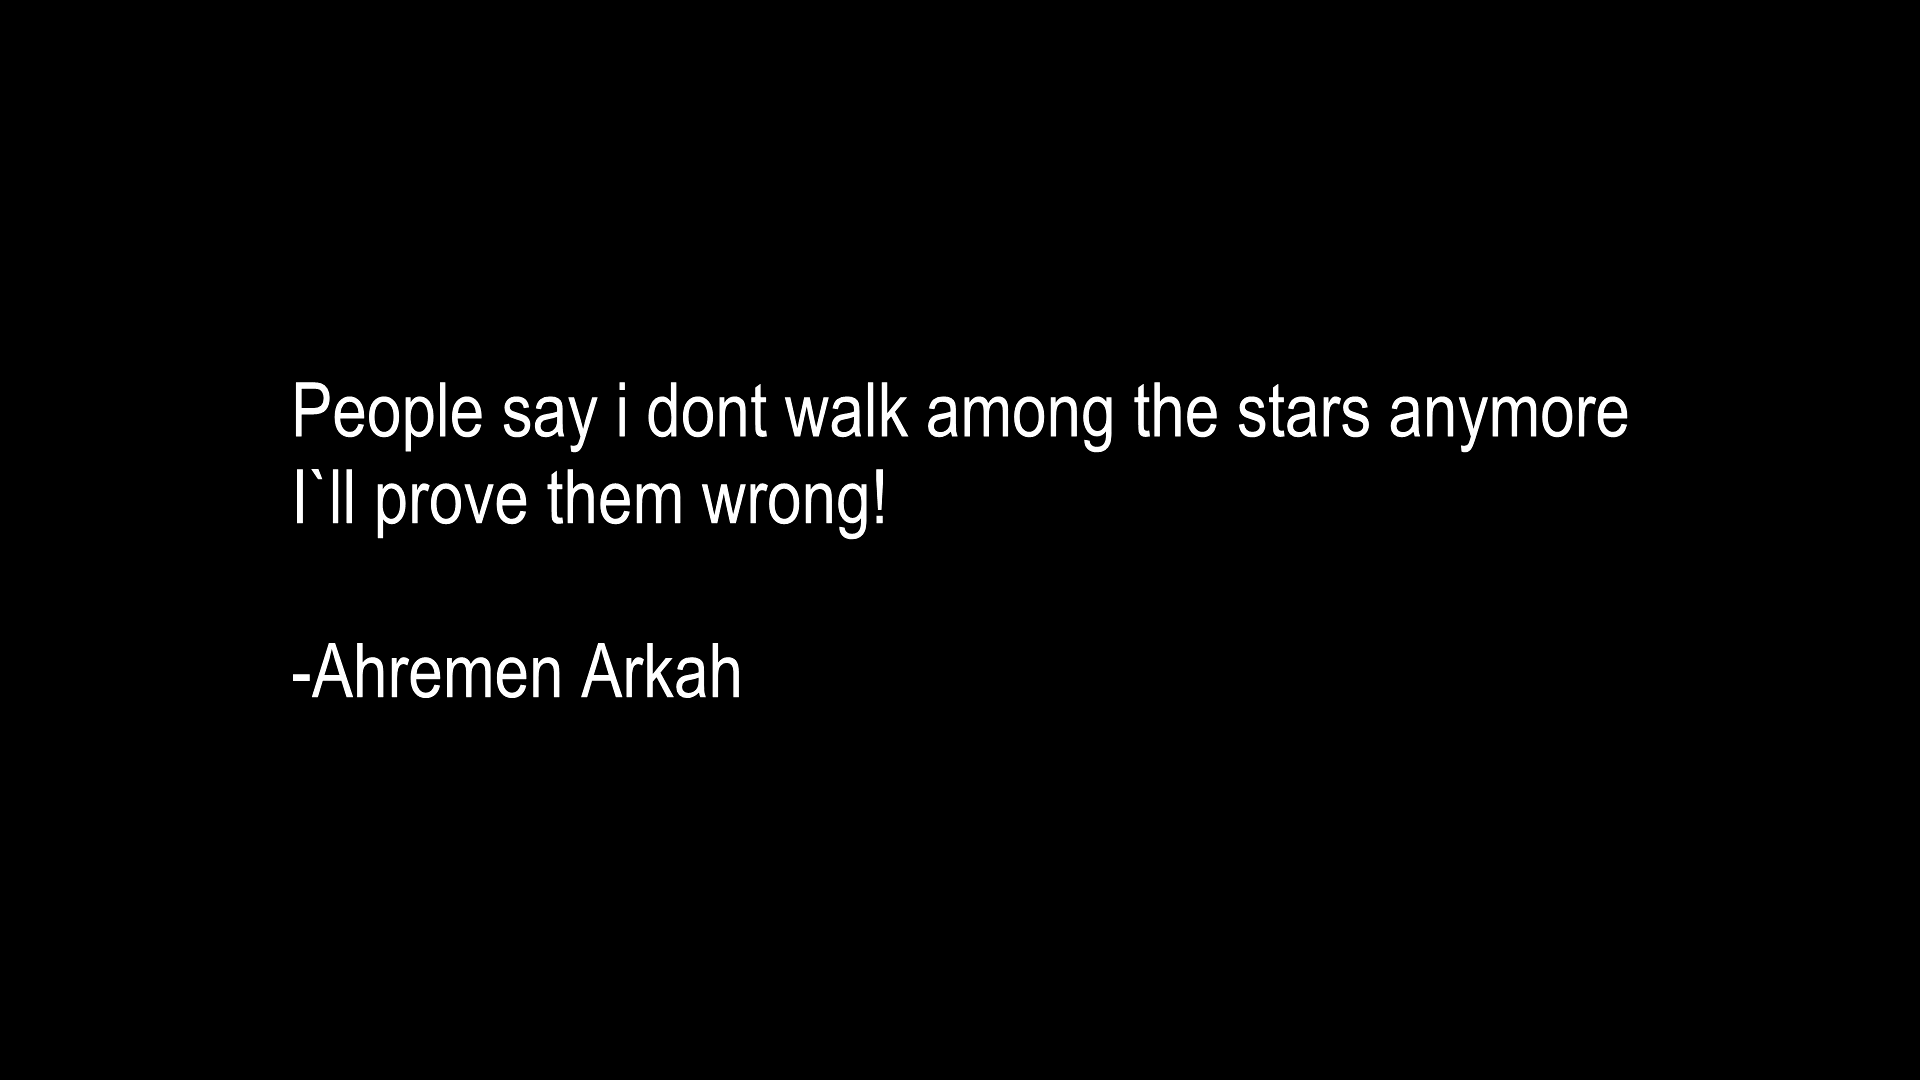 People say i dont walk among the stars anymore
I`ll prove them wrong!
-Ahremen Arkah